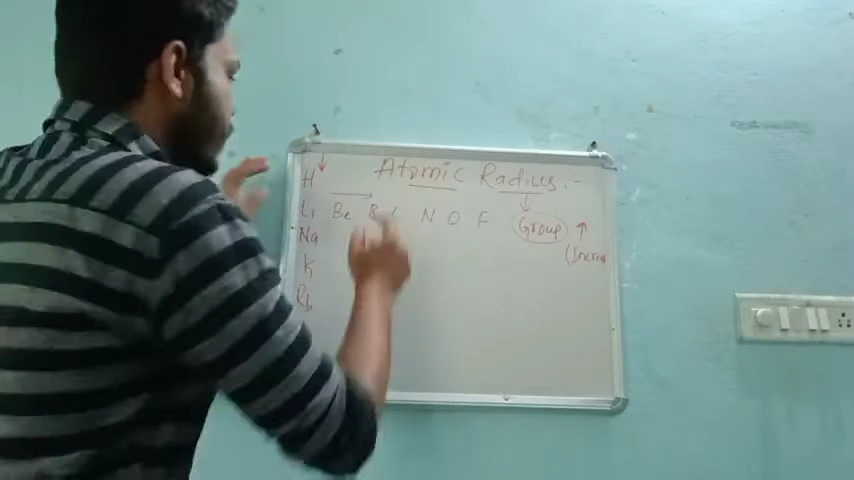 Atomic Radius :-
H
Li Be B C N O F Group ↑
Na
K
Rb